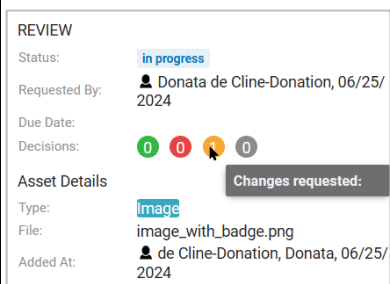 REVIEW
Status: in progress
Requested By: Donata de Cline-Donation, 06/25/
2024
Due Date:
Decisions: 0 0 1 0
Changes requested:
Asset Details
Type: Image
File: image_with_badge.png
Added At: de Cline-Donation, Donata, 06/25/
2024